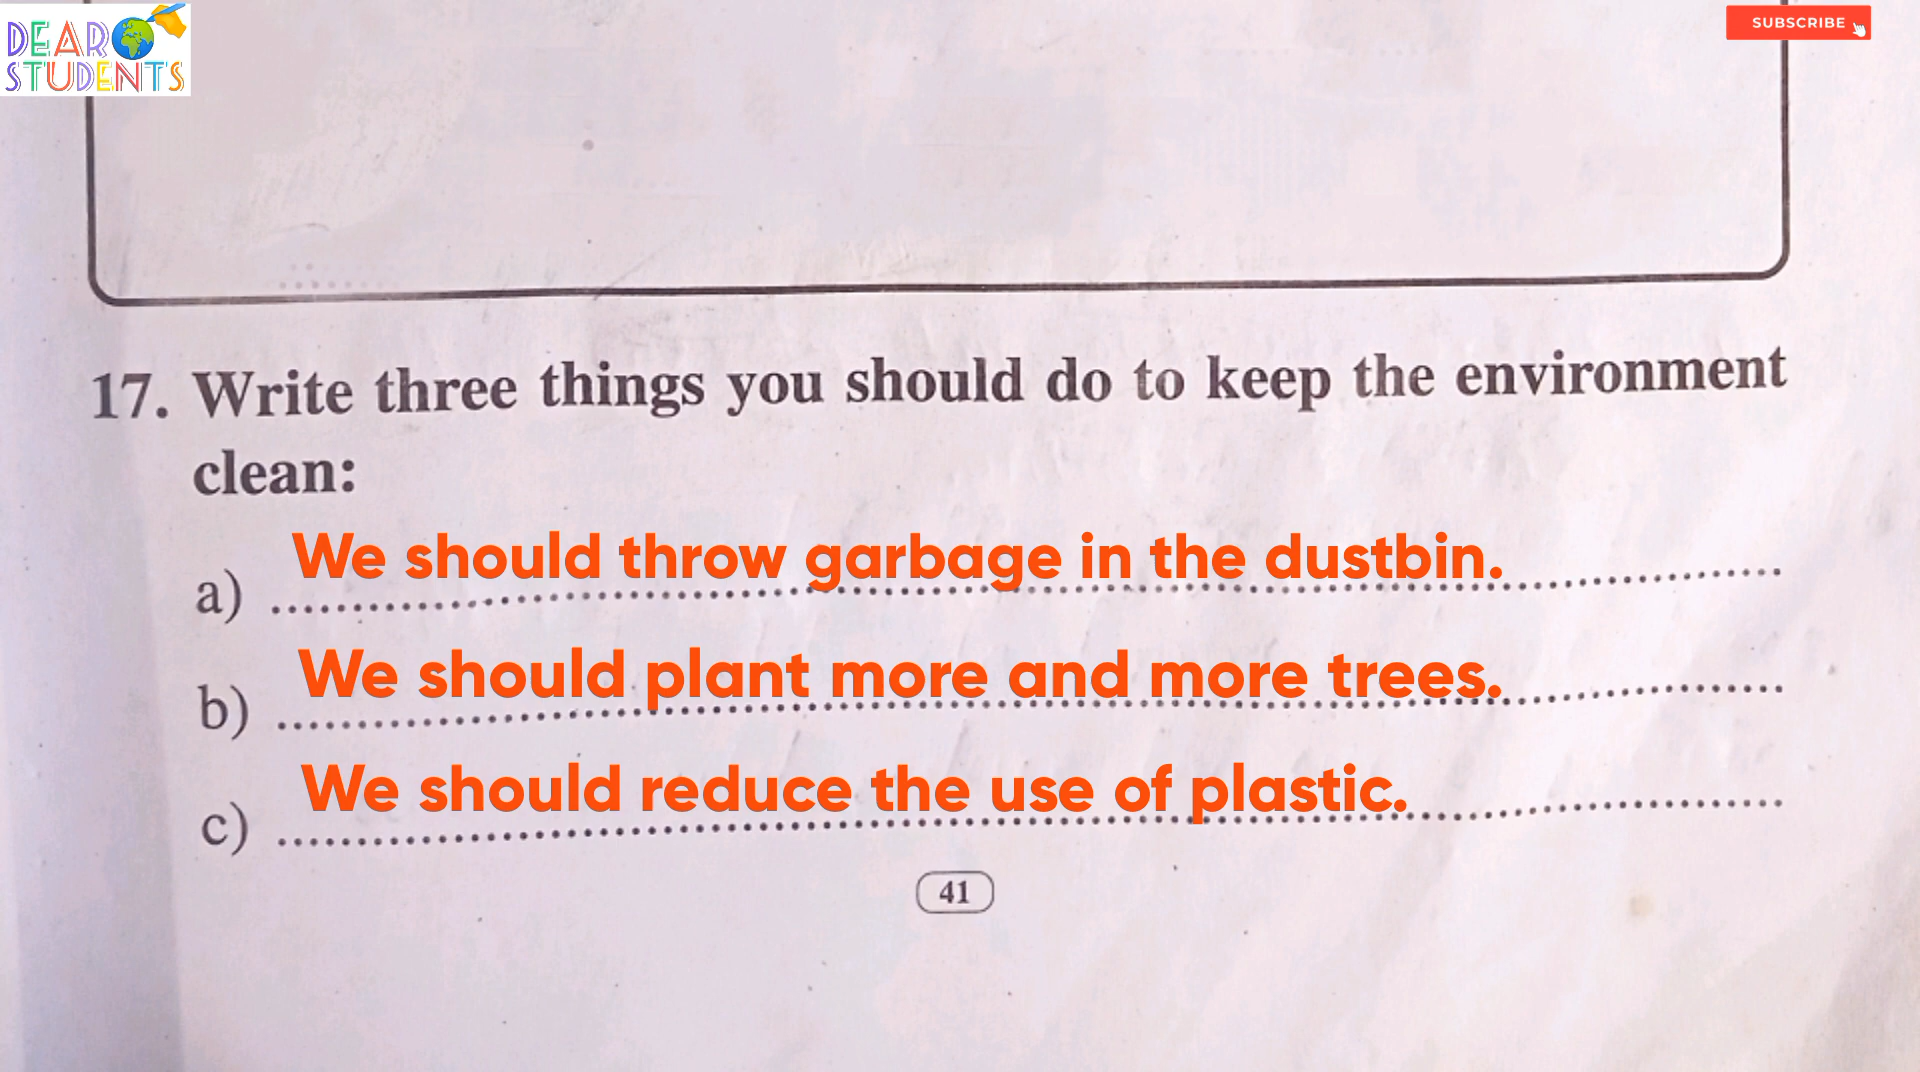 DEAR
STUDENTS
SUBSCRIBE
17. Write three things you should do to keep the environment
clean:
a) We should throw garbage in the dustbin.
b) We should plant more and more trees.
c) We should reduce the use of plastic.
41